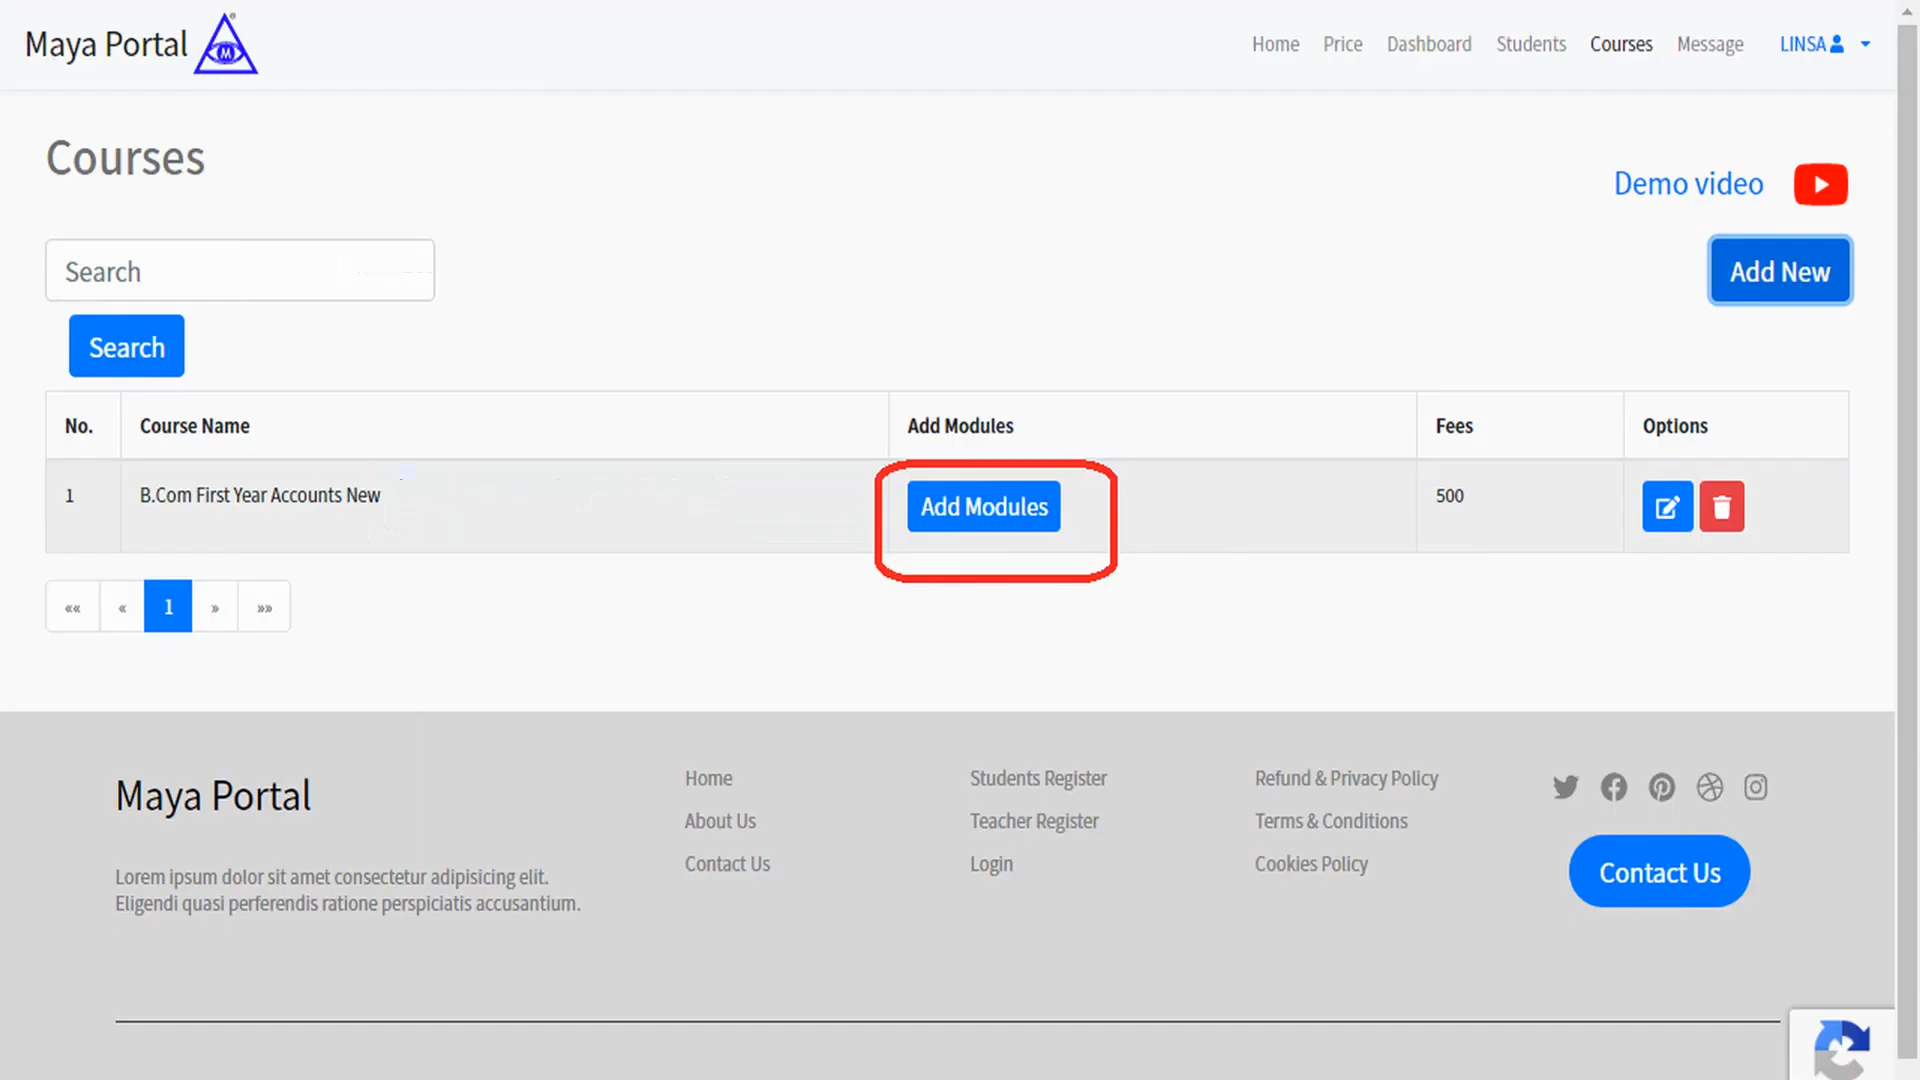 Maya Portal
M
Home Price Dashboard Students Courses Message LINSA
Courses
Demo video
Search
Add New
Search
No. Course Name Add Modules Fees Options
1 B.Com First Year Accounts New Add Modules 500
«« « 1 » »»
Maya Portal
Lorem ipsum dolor sit amet consectetur adipisicing elit.
Eligendi quasi perferendis ratione perspiciatis accusantium.
Home
About Us
Contact Us
Students Register
Teacher Register
Login
Refund & Privacy Policy
Terms & Conditions
Cookies Policy
Contact Us